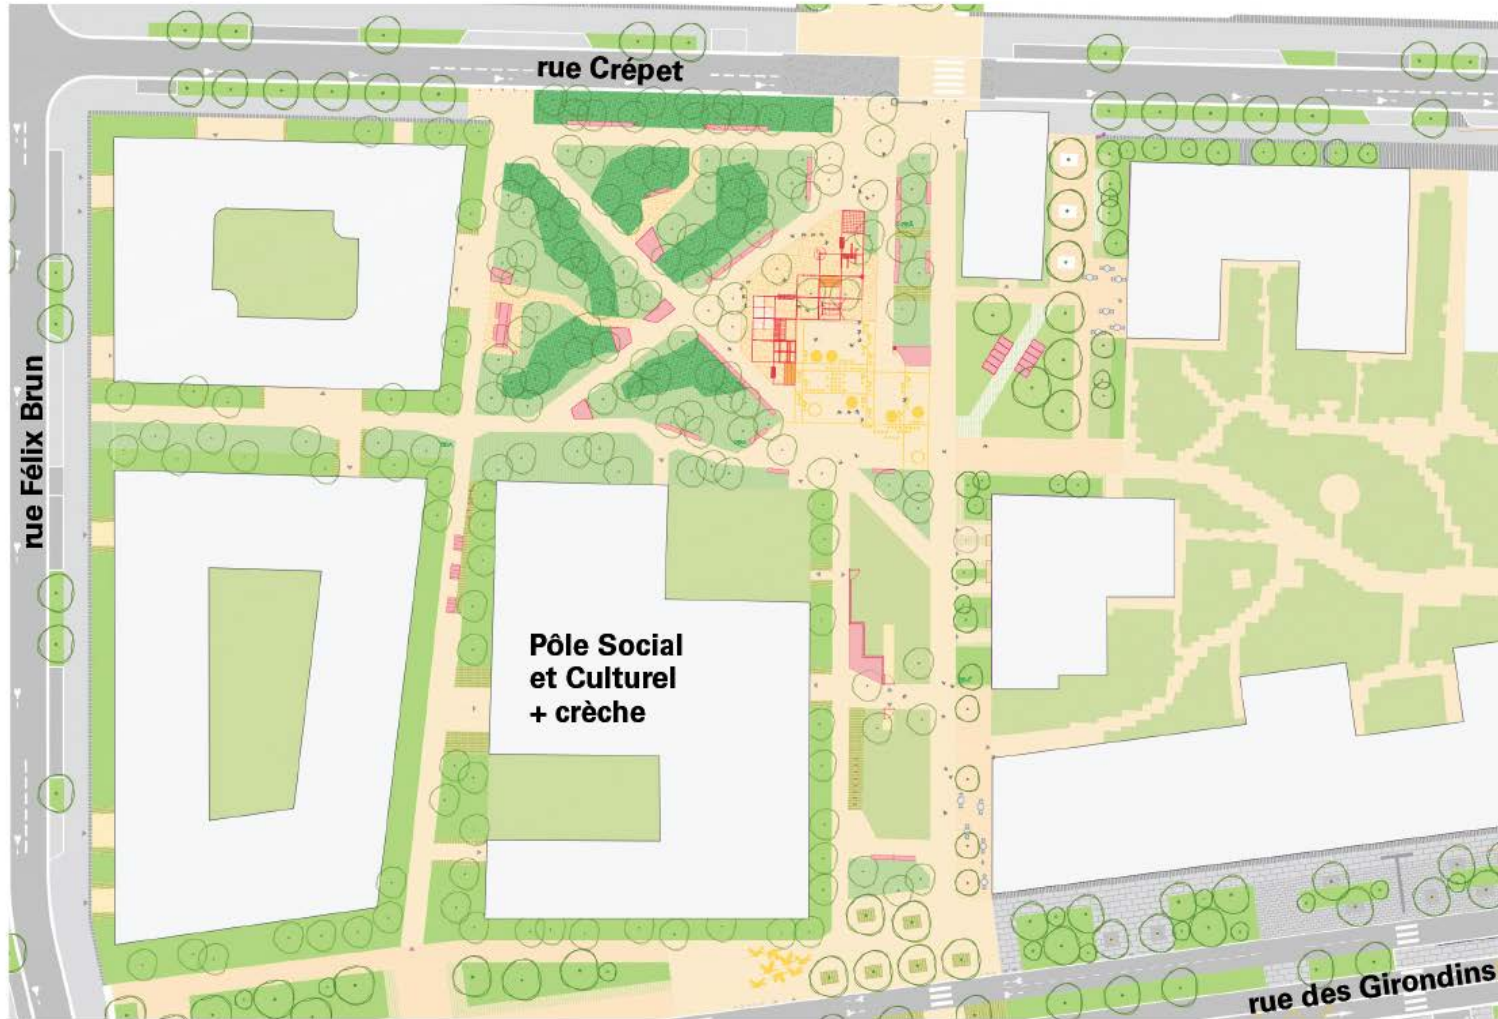 rue Crépet
rue Félix Brun
Pôle Social
et Culturel
+ crèche
rue des Girondins